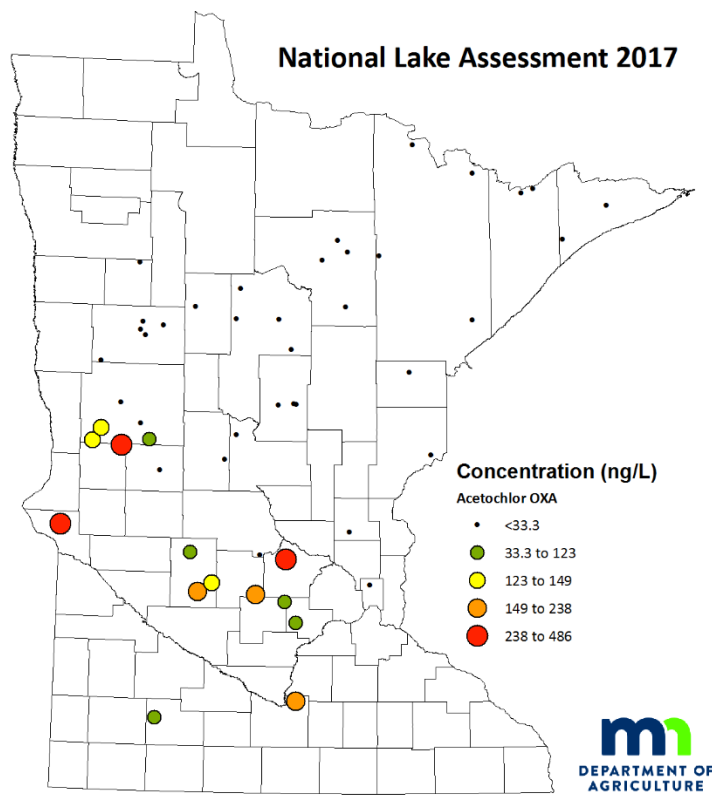 National Lake Assessment 2017
Concentration (ng/L)
Acetochlor OXA
<33.3
33.3 to 123
123 to 149
149 to 238
238 to 486
DEPARTMENT OF
AGRICULTURE